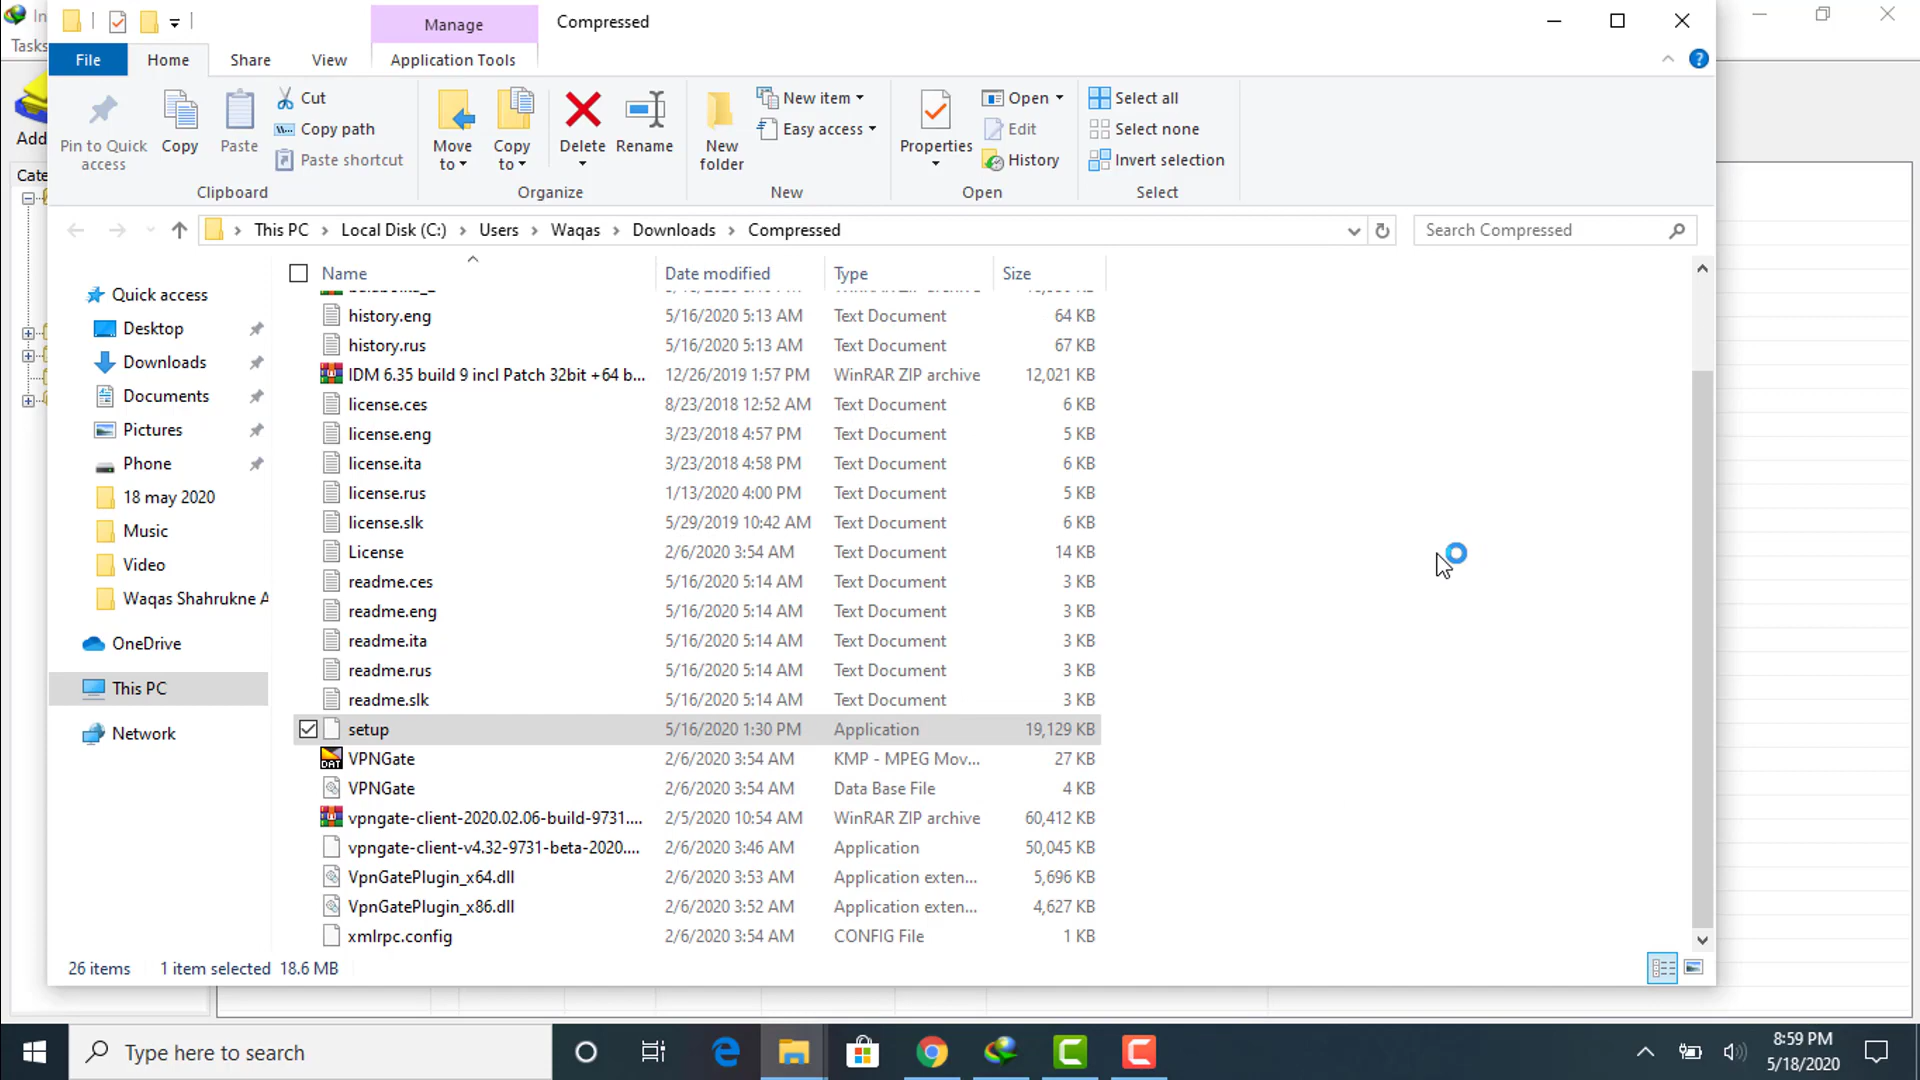 In
Manage
Compressed
Tasks
File
Home
Share
View
Application Tools
Pin to Quick access
Copy
Paste
Cut
Copy path
Paste shortcut
Clipboard
Move to
Copy to
Delete
Rename
Organize
New folder
New item
Easy access
New
Properties
Open
Edit
History
Open
Select all
Select none
Invert selection
Select
Add
Cate
This PC > Local Disk (C:) > Users > Waqas > Downloads > Compressed
Search Compressed
Name Date modified Type Size
history.eng 5/16/2020 5:13 AM Text Document 64 KB
history.rus 5/16/2020 5:13 AM Text Document 67 KB
IDM 6.35 build 9 incl Patch 32bit +64 b... 12/26/2019 1:57 PM WinRAR ZIP archive 12,021 KB
license.ces 8/23/2018 12:52 AM Text Document 6 KB
license.eng 3/23/2018 4:57 PM Text Document 5 KB
license.ita 3/23/2018 4:58 PM Text Document 6 KB
license.rus 1/13/2020 4:00 PM Text Document 5 KB
license.slk 5/29/2019 10:42 AM Text Document 6 KB
License 2/6/2020 3:54 AM Text Document 14 KB
readme.ces 5/16/2020 5:14 AM Text Document 3 KB
readme.eng 5/16/2020 5:14 AM Text Document 3 KB
readme.ita 5/16/2020 5:14 AM Text Document 3 KB
readme.rus 5/16/2020 5:14 AM Text Document 3 KB
readme.slk 5/16/2020 5:14 AM Text Document 3 KB
setup 5/16/2020 1:30 PM Application 19,129 KB
VPNGate 2/6/2020 3:54 AM KMP - MPEG Mov... 27 KB
VPNGate 2/6/2020 3:54 AM Data Base File 4 KB
vpngate-client-2020.02.06-build-9731.... 2/5/2020 10:54 AM WinRAR ZIP archive 60,412 KB
vpngate-client-v4.32-9731-beta-2020.... 2/6/2020 3:46 AM Application 50,045 KB
VpnGatePlugin_x64.dll 2/6/2020 3:53 AM Application exten... 5,696 KB
VpnGatePlugin_x86.dll 2/6/2020 3:52 AM Application exten... 4,627 KB
xmlrpc.config 2/6/2020 3:54 AM CONFIG File 1 KB
Quick access
Desktop
Downloads
Documents
Pictures
Phone
18 may 2020
Music
Video
Waqas Shahrukne A
OneDrive
This PC
Network
26 items 1 item selected 18.6 MB
Type here to search
8:59 PM
5/18/2020